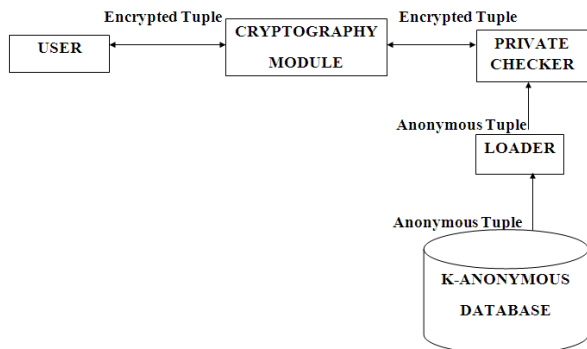 Encrypted Tuple
Encrypted Tuple
USER
CRYPTOGRAPHY
MODULE
PRIVATE
CHECKER
Anonymous Tuple
LOADER
Anonymous Tuple
K-ANONYMOUS
DATABASE